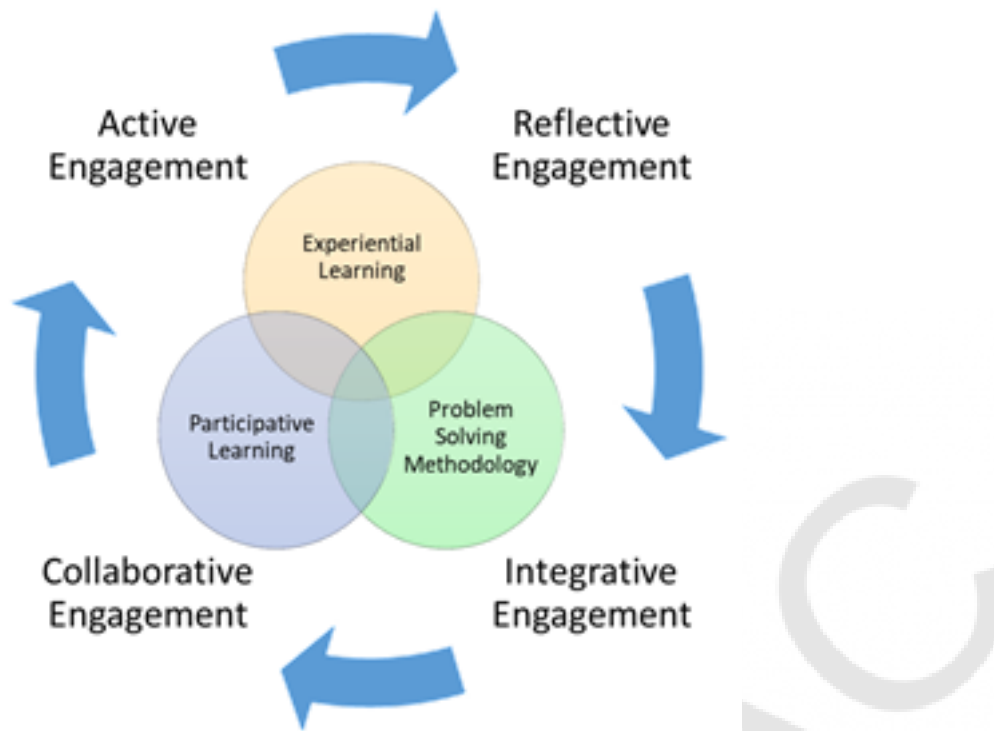 Active
Engagement
Reflective
Engagement
Experiential
Learning
Participative
Learning
Problem
Solving
Methodology
Collaborative
Engagement
Integrative
Engagement